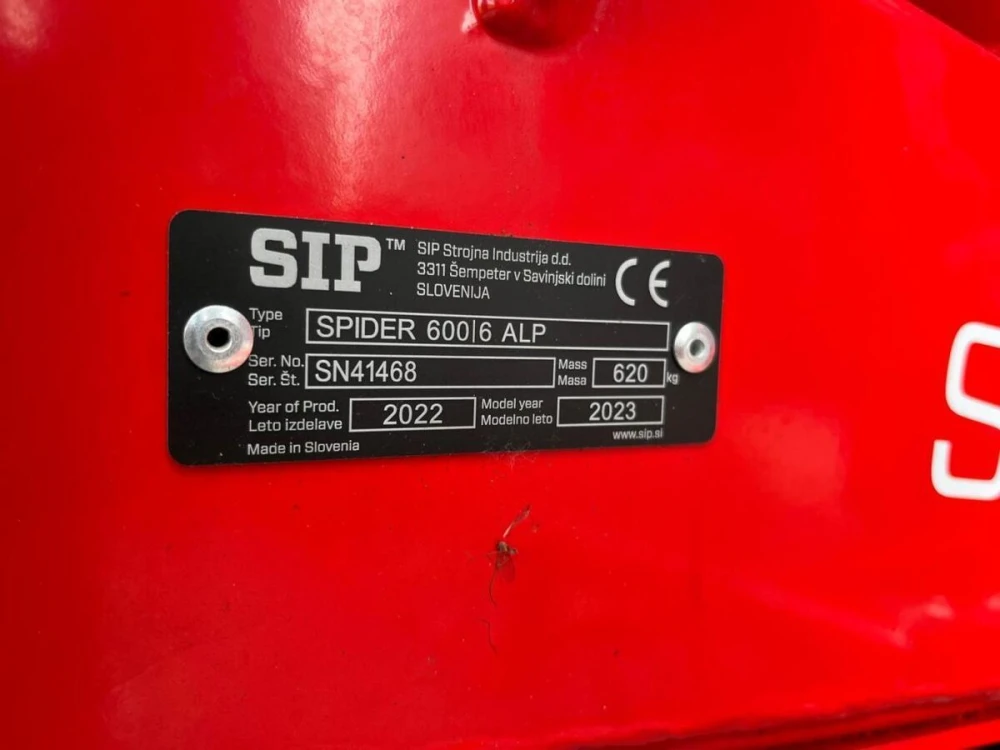 SIP™
SIP Strojna Industrija d.d.
3311 Šempeter v Savinjski dolini
SLOVENIJA
CE
Type
Tip
SPIDER 600|6 ALP
Ser. No.
Ser. Št.
SN41468
Mass
Masa
620
kg
Year of Prod.
Leto izdelave
2022
Model year
Modelno leto
2023
Made in Slovenia
www.sip.si
S